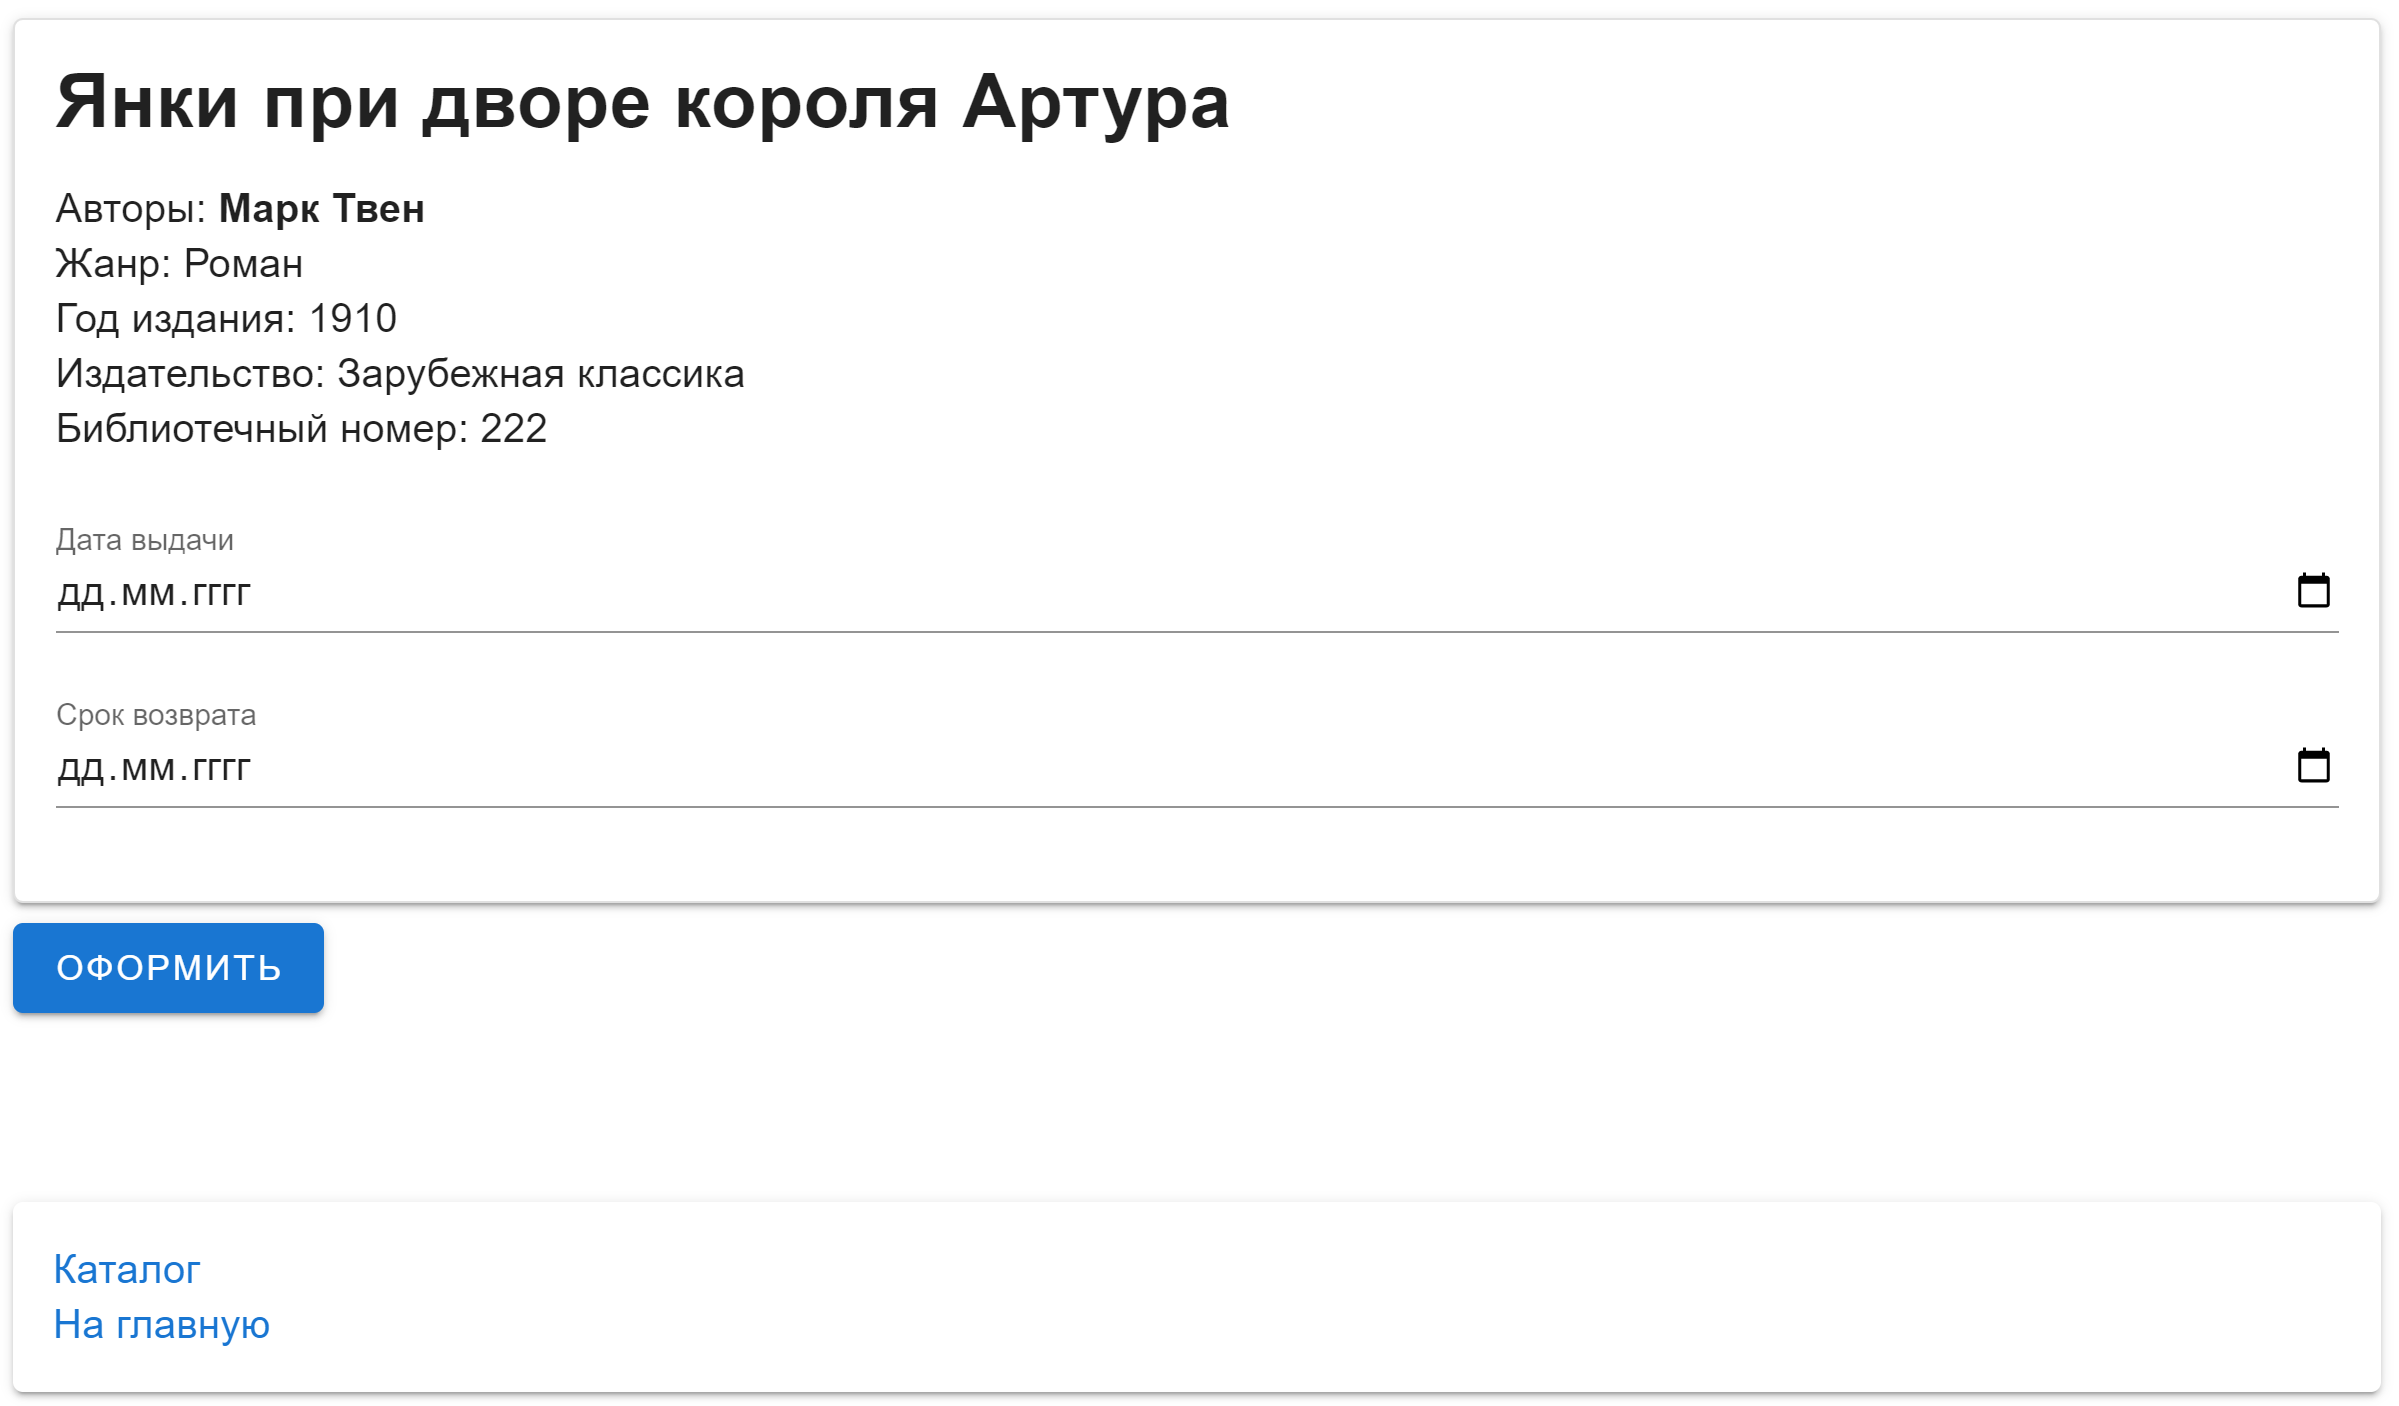 Янки при дворе короля Артура
Авторы: Марк Твен
Жанр: Роман
Год издания: 1910
Издательство: Зарубежная классика
Библиотечный номер: 222
Дата выдачи
дд.мм.гггг
Срок возврата
дд.мм.гггг
ОФОРМИТЬ
Каталог
На главную